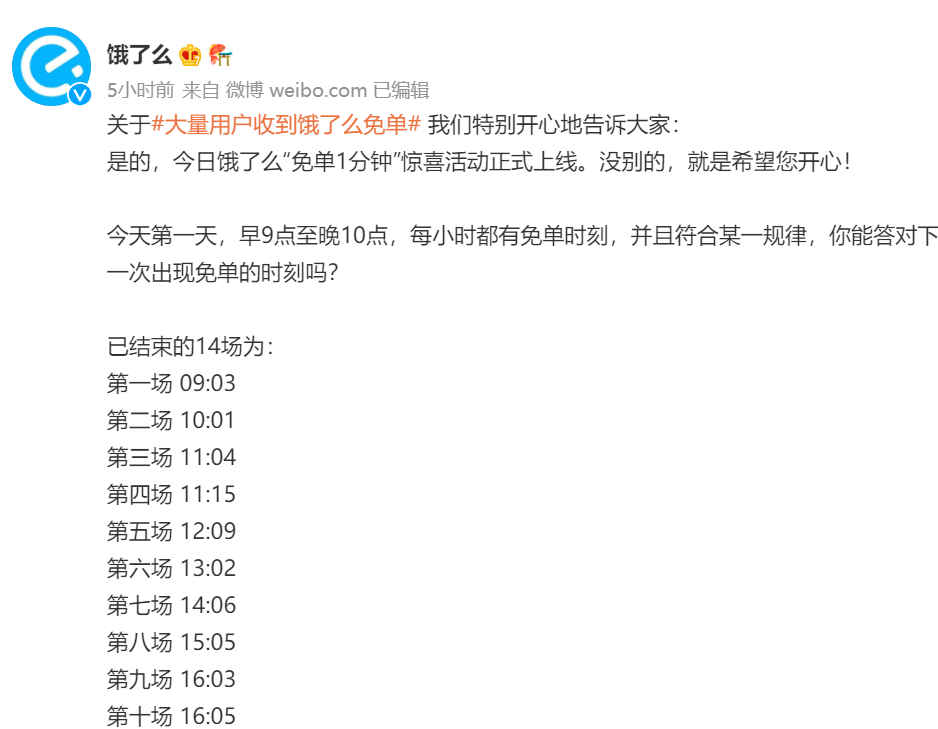 饿了么
5小时前 来自 微博 weibo.com 已编辑
关于#大量用户收到饿了么免单# 我们特别开心地告诉大家：
是的，今日饿了么“免单1分钟”惊喜活动正式上线。没别的，就是希望您开心！
今天第一天，早9点至晚10点，每小时都有免单时刻，并且符合某一规律，你能答对下
一次出现免单的时刻吗？
已结束的14场为：
第一场 09:03
第二场 10:01
第三场 11:04
第四场 11:15
第五场 12:09
第六场 13:02
第七场 14:06
第八场 15:05
第九场 16:03
第十场 16:05